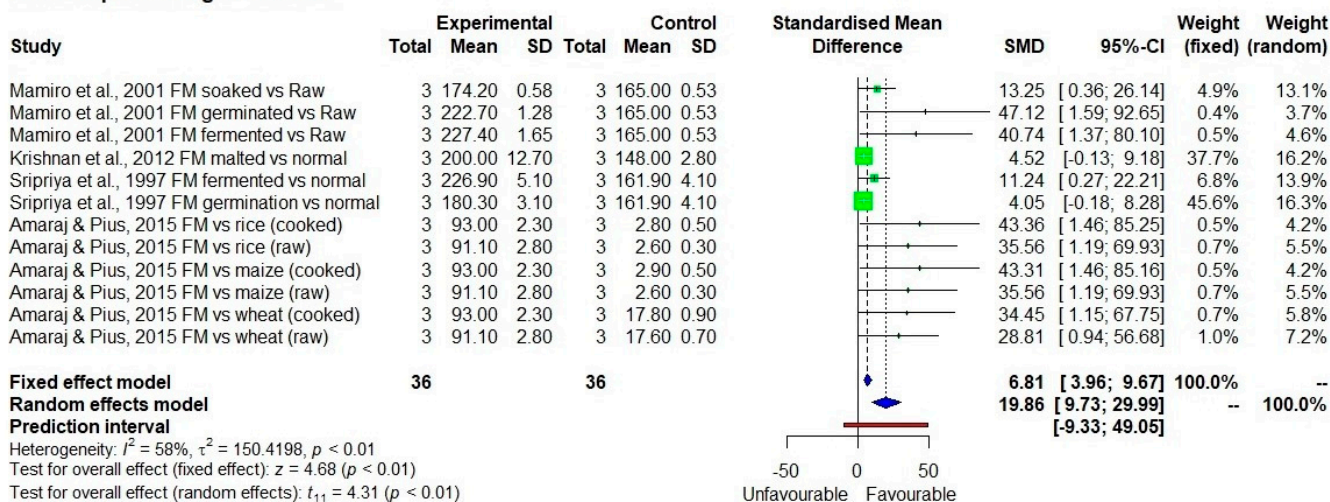 Experimental Control Standardised Mean Weight Weight
Study Total Mean SD Total Mean SD Difference SMD 95%-CI (fixed) (random)
Mamiro et al., 2001 FM soaked vs Raw 3 174.20 0.58 3 165.00 0.53 13.25 [ 0.36; 26.14] 4.9% 13.1%
Mamiro et al., 2001 FM germinated vs Raw 3 222.70 1.28 3 165.00 0.53 47.12 [ 1.59; 92.65] 0.4% 3.7%
Mamiro et al., 2001 FM fermented vs Raw 3 227.40 1.65 3 165.00 0.53 40.74 [ 1.37; 80.10] 0.5% 4.6%
Krishnan et al., 2012 FM malted vs normal 3 200.00 12.70 3 148.00 2.80 4.52 [-0.13; 9.18] 37.7% 16.2%
Sripriya et al., 1997 FM fermented vs normal 3 226.90 5.10 3 161.90 4.10 11.24 [ 0.27; 22.21] 6.8% 13.9%
Sripriya et al., 1997 FM germination vs normal 3 180.30 3.10 3 161.90 4.10 4.05 [-0.18; 8.28] 45.6% 16.3%
Amaraj & Pius, 2015 FM vs rice (cooked) 3 93.00 2.30 3 2.80 0.50 43.36 [ 1.46; 85.25] 0.5% 4.2%
Amaraj & Pius, 2015 FM vs rice (raw) 3 91.10 2.80 3 2.60 0.30 35.56 [ 1.19; 69.93] 0.7% 5.5%
Amaraj & Pius, 2015 FM vs maize (cooked) 3 93.00 2.30 3 2.90 0.50 43.31 [ 1.46; 85.16] 0.5% 4.2%
Amaraj & Pius, 2015 FM vs maize (raw) 3 91.10 2.80 3 2.60 0.30 35.56 [ 1.19; 69.93] 0.7% 5.5%
Amaraj & Pius, 2015 FM vs wheat (cooked) 3 93.00 2.30 3 17.80 0.90 34.45 [ 1.15; 67.75] 0.7% 5.8%
Amaraj & Pius, 2015 FM vs wheat (raw) 3 91.10 2.80 3 17.60 0.70 28.81 [ 0.94; 56.68] 1.0% 7.2%
Fixed effect model 36 36 6.81 [ 3.96; 9.67] 100.0% --
Random effects model 19.86 [ 9.73; 29.99] -- 100.0%
Prediction interval [-9.33; 49.05]
Heterogeneity: I² = 58%, τ² = 150.4198, p < 0.01
Test for overall effect (fixed effect): z = 4.68 (p < 0.01) -50 0 50
Test for overall effect (random effects): t₁₁ = 4.31 (p < 0.01) Unfavourable Favourable